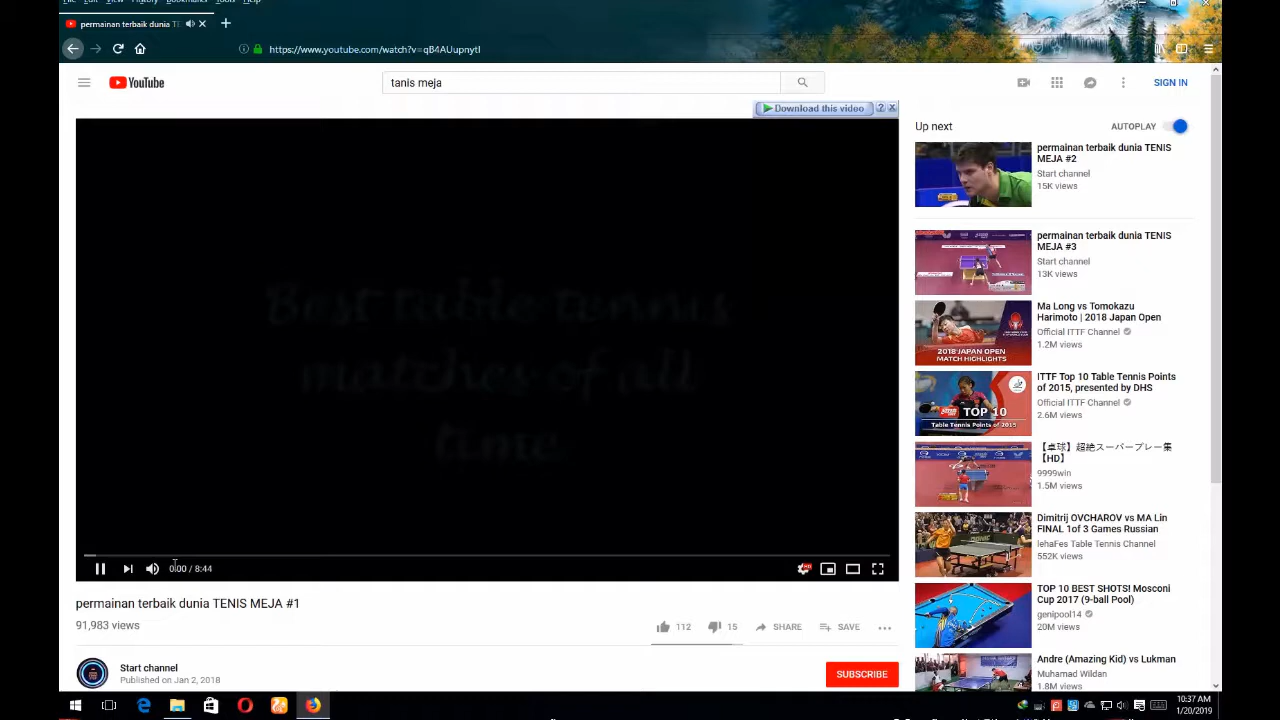 File Edit View History Bookmarks Tools Help
permainan terbaik dunia TE
https://www.youtube.com/watch?v=qB4AUupnytI
YouTube
tanis meja
SIGN IN
Download this video
Up next
AUTOPLAY
permainan terbaik dunia TENIS
MEJA #2
Start channel
15K views
permainan terbaik dunia TENIS
MEJA #3
Start channel
13K views
Ma Long vs Tomokazu
Harimoto | 2018 Japan Open
Official ITTF Channel
1.2M views
2018 JAPAN OPEN
MATCH HIGHLIGHTS
ITTF Top 10 Table Tennis Points
of 2015, presented by DHS
Official ITTF Channel
2.6M views
TOP 10
Table Tennis Points of 2015
【卓球】超絶スーパープレー集
【HD】
9999win
1.5M views
Dimitrij OVCHAROV vs MA Lin
FINAL 1of 3 Games Russian
lehaFes Table Tennis Channel
552K views
TOP 10 BEST SHOTS! Mosconi
Cup 2017 (9-ball Pool)
genipool14
20M views
Andre (Amazing Kid) vs Lukman
Muhamad Wildan
1.8M views
0:00 / 8:44
permainan terbaik dunia TENIS MEJA #1
91,983 views
112
15
SHARE
SAVE
Start channel
Published on Jan 2, 2018
SUBSCRIBE
10:37 AM
1/20/2019